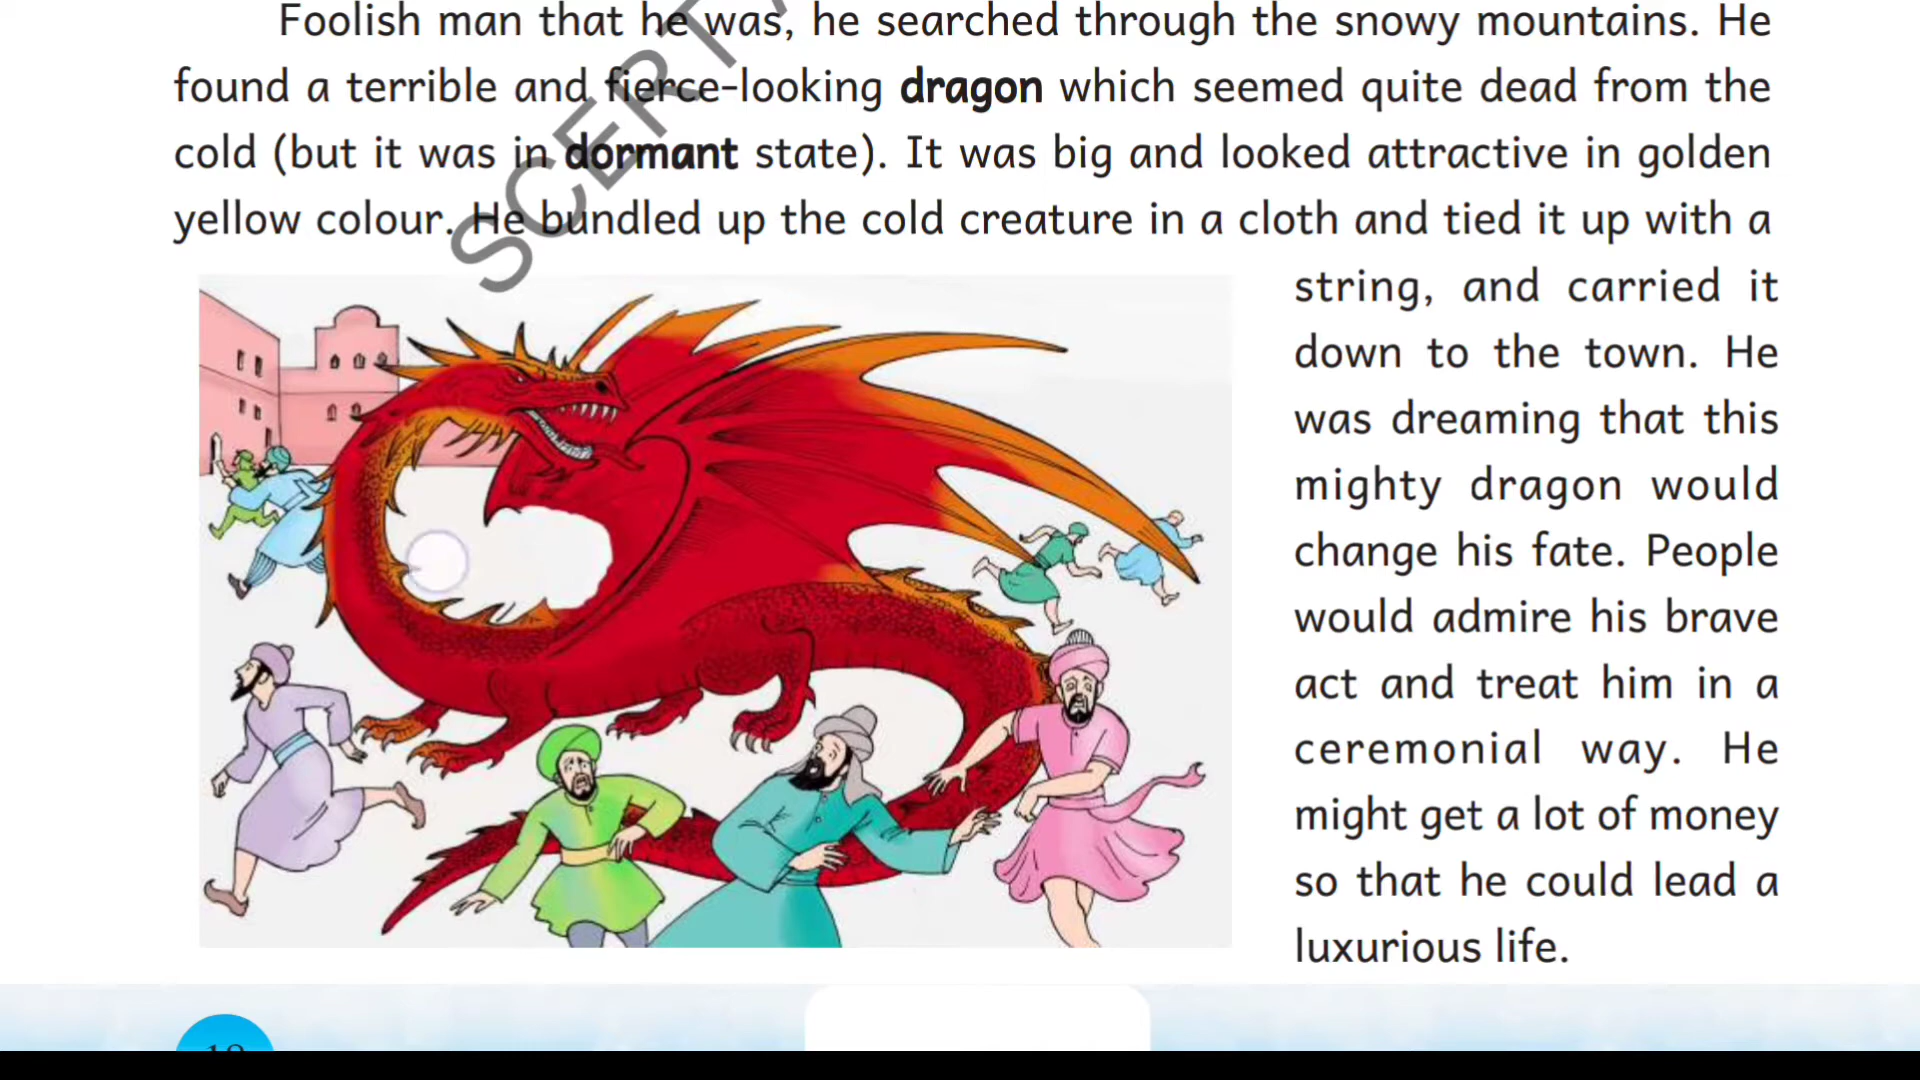 Foolish man that he was, he searched through the snowy mountains. He
found a terrible and fierce-looking dragon which seemed quite dead from the
cold (but it was in dormant state). It was big and looked attractive in golden
yellow colour. He bundled up the cold creature in a cloth and tied it up with a
string, and carried it
down to the town. He
was dreaming that this
mighty dragon would
change his fate. People
would admire his brave
act and treat him in a
ceremonial way. He
might get a lot of money
so that he could lead a
luxurious life.
SCERT